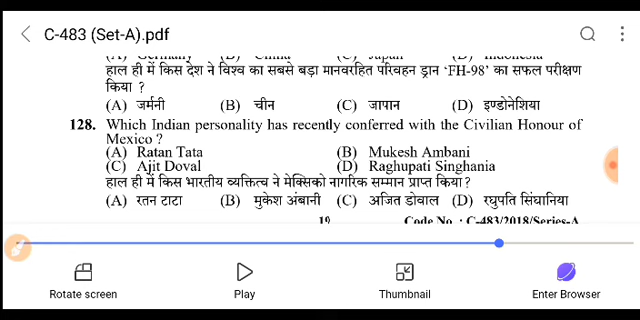 C-483 (Set-A).pdf
हाल ही में किस देश ने विश्व का सबसे बड़ा मानवरहित परिवहन ड्रान ‘FH-98’ का सफल परीक्षण
किया ?
(A) जर्मनी (B) चीन (C) जापान (D) इण्डोनेशिया
128. Which Indian personality has recently conferred with the Civilian Honour of
Mexico ?
(A) Ratan Tata (B) Mukesh Ambani
(C) Ajit Doval (D) Raghupati Singhania
हाल ही में किस भारतीय व्यक्तित्व ने मेक्सिको नागरिक सम्मान प्राप्त किया?
(A) रतन टाटा (B) मुकेश अंबानी (C) अजित डोवाल (D) रघुपति सिंघानिया
19 Code No. : C-483/2018/Series-A
Rotate screen Play Thumbnail Enter Browser